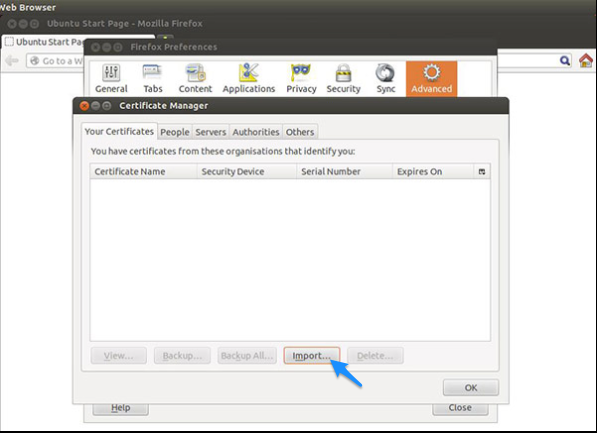 Web Browser
Ubuntu Start Page - Mozilla Firefox
Ubuntu Start Pa
Firefox Preferences
Go to a W
General Tabs Content Applications Privacy Security Sync Advanced
Certificate Manager
Your Certificates People Servers Authorities Others
You have certificates from these organisations that identify you:
Certificate Name Security Device Serial Number Expires On
View... Backup... Backup All... Import... Delete...
OK
Help Close